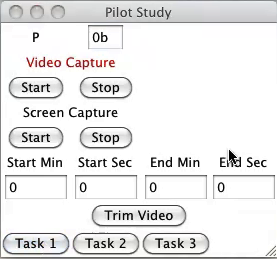 Pilot Study
P 0b
Video Capture
Start Stop
Screen Capture
Start Stop
Start Min Start Sec End Min End Sec
0 0 0 0
Trim Video
Task 1 Task 2 Task 3